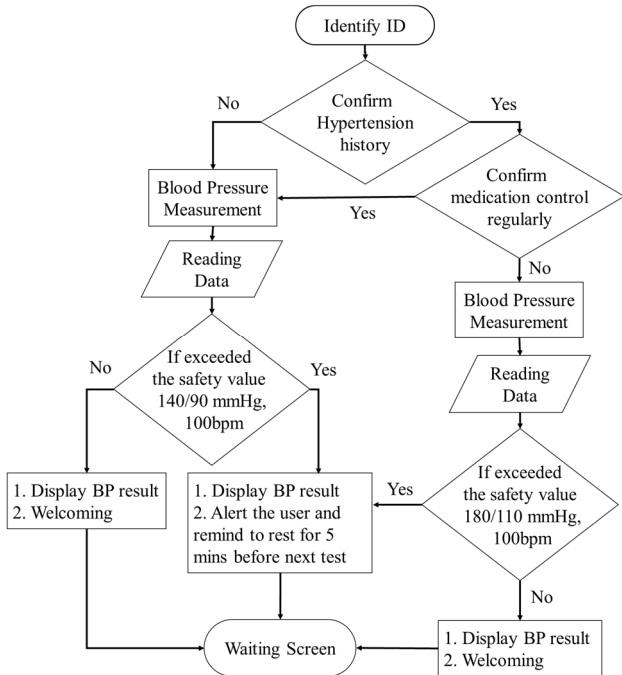 Identify ID
No
Confirm
Hypertension
history
Yes
Confirm
medication control
regularly
Blood Pressure
Measurement
Yes
No
Reading
Data
Blood Pressure
Measurement
No
If exceeded
the safety value
140/90 mmHg,
100bpm
Yes
Reading
Data
1. Display BP result
2. Welcoming
1. Display BP result
2. Alert the user and
remind to rest for 5
mins before next test
Yes
If exceeded
the safety value
180/110 mmHg,
100bpm
No
Waiting Screen
1. Display BP result
2. Welcoming